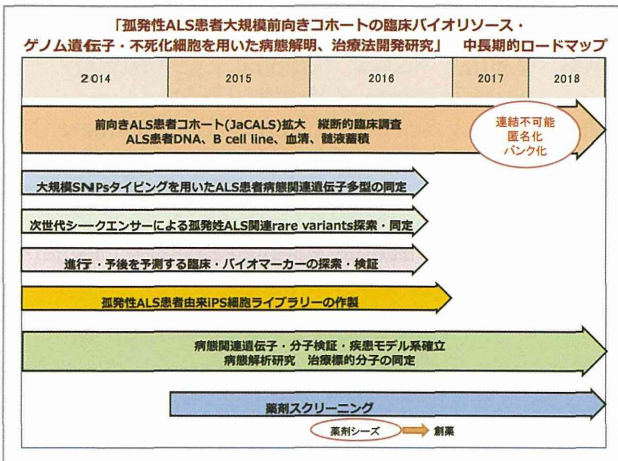 「孤発性ALS患者大規模前向きコホートの臨床バイオリソース・
ゲノム遺伝子・不死化細胞を用いた病態解明、治療法開発研究」 中長期的ロードマップ
2014 2015 2016 2017 2018
前向きALS患者コホート(JaCALS)拡大 縦断的臨床調査
ALS患者DNA、B cell line、血清、髄液蓄積
連結不可能
匿名化
バンク化
大規模SNPsタイピングを用いたALS患者病態関連遺伝子多型の同定
次世代シークエンサーによる孤発性ALS関連rare variants探索・同定
進行・予後を予測する臨床・バイオマーカーの探索・検証
孤発性ALS患者由来iPS細胞ライブラリーの作製
病態関連遺伝子・分子検証・疾患モデル系確立
病態解析研究 治療標的分子の同定
薬剤スクリーニング
薬剤シーズ 創薬